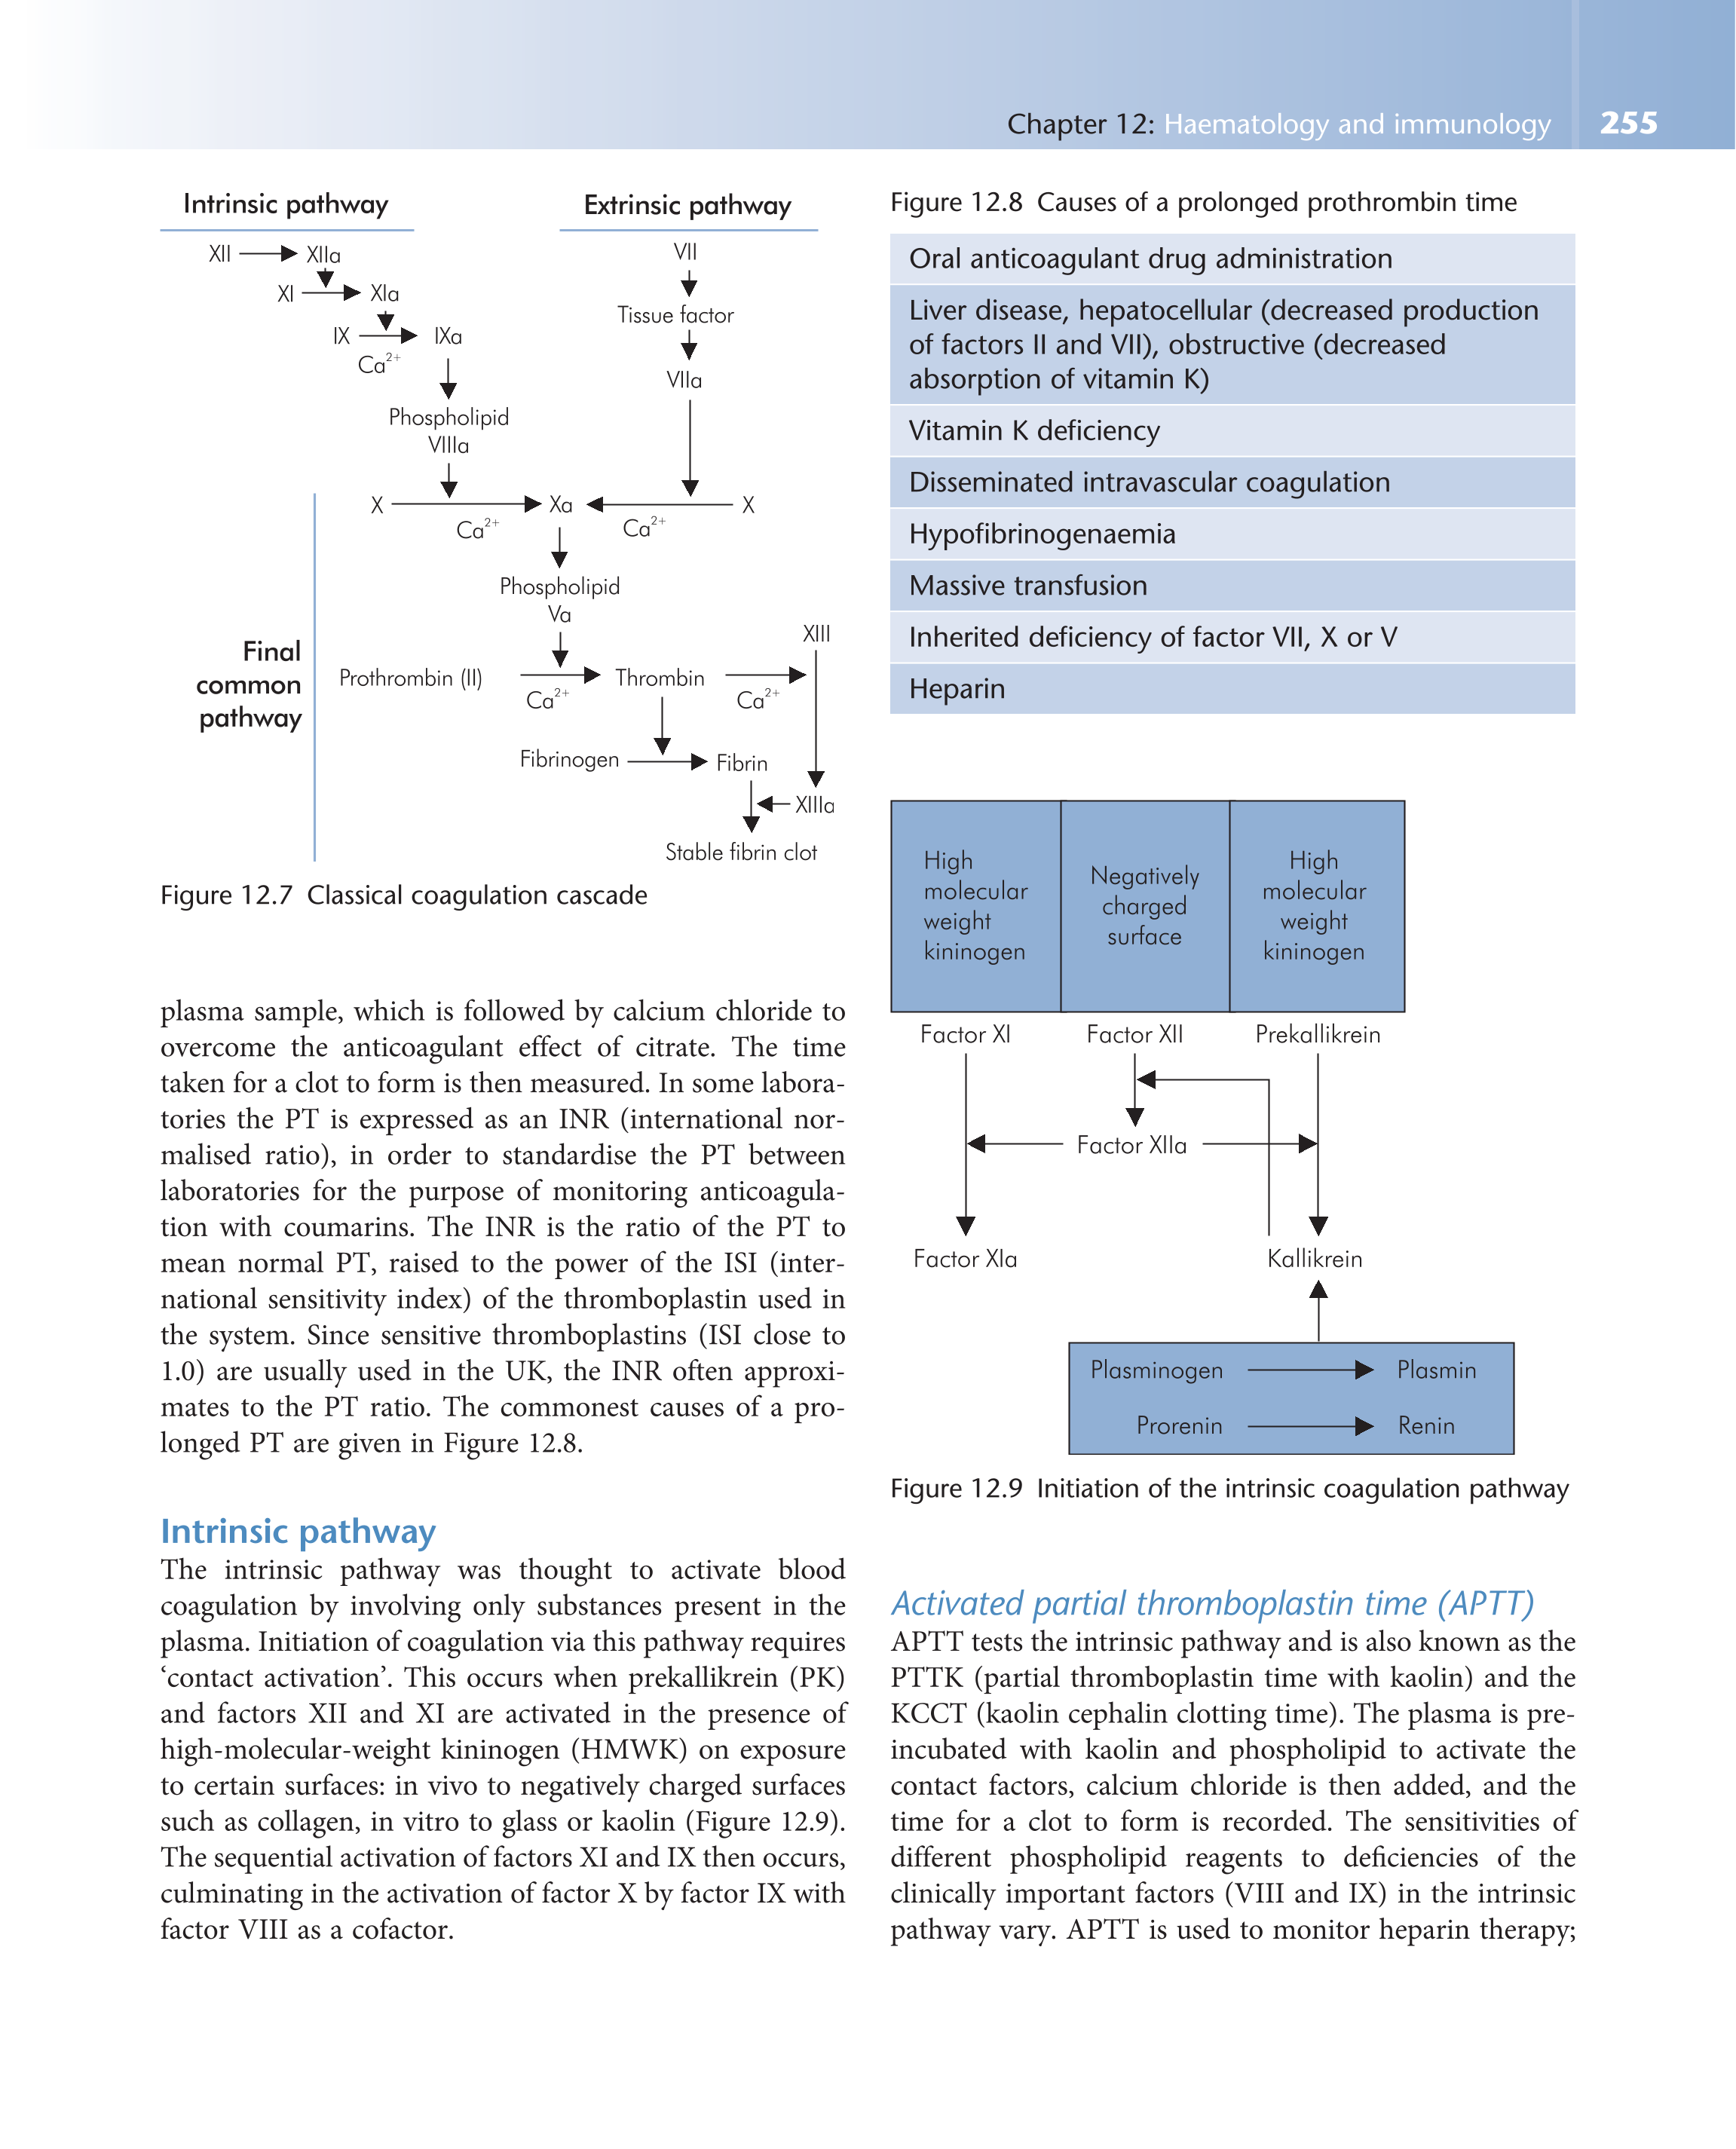 Chapter 12: Haematology and immunology 255
Intrinsic pathway
Extrinsic pathway
XII XIIa
XI XIa
IX IXa
Ca2+
Phospholipid
VIIIa
VII
Tissue factor
VIIa
X Xa X
Ca2+ Ca2+
Phospholipid
Va
XIII
Final
common
pathway
Prothrombin (II) Thrombin
Ca2+ Ca2+
Fibrinogen Fibrin
XIIIa
Stable fibrin clot
Figure 12.7 Classical coagulation cascade
plasma sample, which is followed by calcium chloride to
overcome the anticoagulant effect of citrate. The time
taken for a clot to form is then measured. In some labora-
tories the PT is expressed as an INR (international nor-
malised ratio), in order to standardise the PT between
laboratories for the purpose of monitoring anticoagula-
tion with coumarins. The INR is the ratio of the PT to
mean normal PT, raised to the power of the ISI (inter-
national sensitivity index) of the thromboplastin used in
the system. Since sensitive thromboplastins (ISI close to
1.0) are usually used in the UK, the INR often approxi-
mates to the PT ratio. The commonest causes of a pro-
longed PT are given in Figure 12.8.
Intrinsic pathway
The intrinsic pathway was thought to activate blood
coagulation by involving only substances present in the
plasma. Initiation of coagulation via this pathway requires
‘contact activation’. This occurs when prekallikrein (PK)
and factors XII and XI are activated in the presence of
high-molecular-weight kininogen (HMWK) on exposure
to certain surfaces: in vivo to negatively charged surfaces
such as collagen, in vitro to glass or kaolin (Figure 12.9).
The sequential activation of factors XI and IX then occurs,
culminating in the activation of factor X by factor IX with
factor VIII as a cofactor.
Figure 12.8 Causes of a prolonged prothrombin time
Oral anticoagulant drug administration
Liver disease, hepatocellular (decreased production
of factors II and VII), obstructive (decreased
absorption of vitamin K)
Vitamin K deficiency
Disseminated intravascular coagulation
Hypofibrinogenaemia
Massive transfusion
Inherited deficiency of factor VII, X or V
Heparin
High
molecular
weight
kininogen
Negatively
charged
surface
High
molecular
weight
kininogen
Factor XI Factor XII Prekallikrein
Factor XIIa
Factor XIa Kallikrein
Plasminogen Plasmin
Prorenin Renin
Figure 12.9 Initiation of the intrinsic coagulation pathway
Activated partial thromboplastin time (APTT)
APTT tests the intrinsic pathway and is also known as the
PTTK (partial thromboplastin time with kaolin) and the
KCCT (kaolin cephalin clotting time). The plasma is pre-
incubated with kaolin and phospholipid to activate the
contact factors, calcium chloride is then added, and the
time for a clot to form is recorded. The sensitivities of
different phospholipid reagents to deficiencies of the
clinically important factors (VIII and IX) in the intrinsic
pathway vary. APTT is used to monitor heparin therapy;